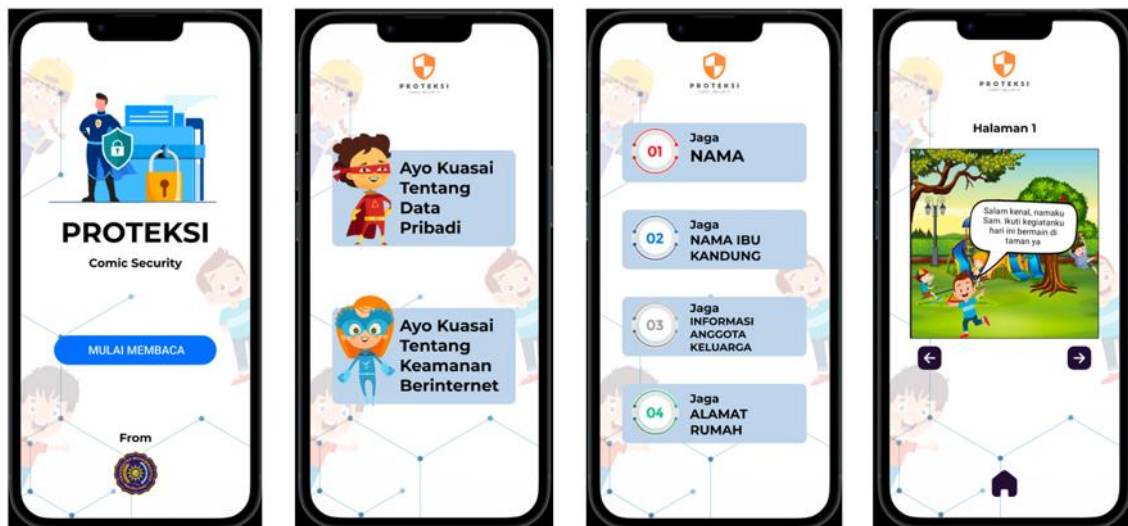 PROTEKSI
Comic Security
MULAI MEMBACA
From
PROTEKSI
Ayo Kuasai
Tentang
Data
Pribadi
Ayo Kuasai
Tentang
Keamanan
Berinternet
PROTEKSI
01
Jaga
NAMA
02
Jaga
NAMA IBU
KANDUNG
03
Jaga
INFORMASI
ANGGOTA
KELUARGA
04
Jaga
ALAMAT
RUMAH
PROTEKSI
Halaman 1
Salam kenal, namaku
Sam. Ikuti kegiatanku
hari ini bermain di
taman ya